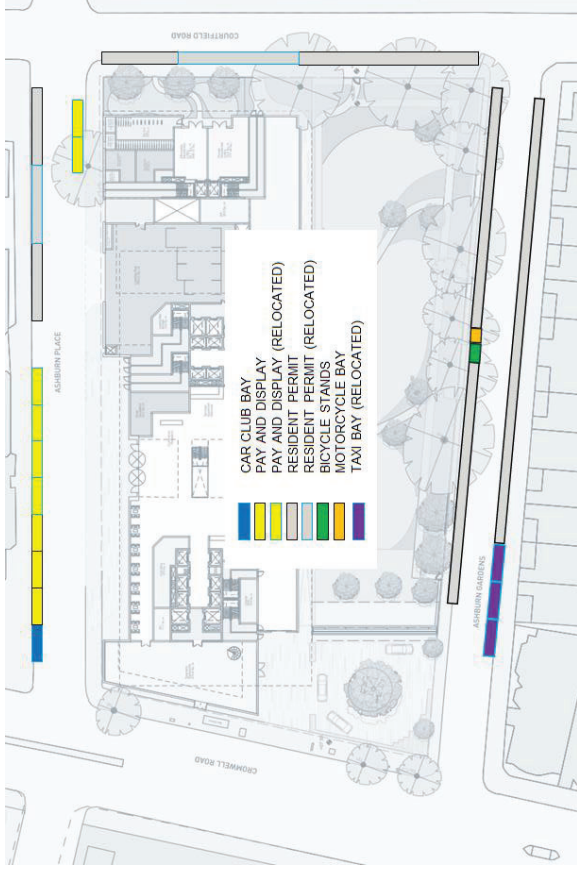 COURTFIELD ROAD
ASHBURN PLACE
CAR CLUB BAY
PAY AND DISPLAY
PAY AND DISPLAY (RELOCATED)
RESIDENT PERMIT
RESIDENT PERMIT (RELOCATED)
BICYCLE STANDS
MOTORCYCLE BAY
TAXI BAY (RELOCATED)
ASHBURN GARDENS
CROMWELL ROAD